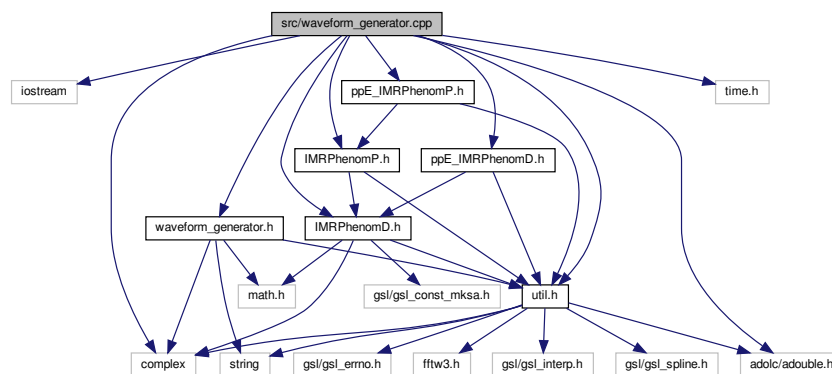 src/waveform_generator.cpp
iostream
ppE_IMRPhenomP.h
time.h
IMRPhenomP.h
ppE_IMRPhenomD.h
waveform_generator.h
IMRPhenomD.h
math.h
gsl/gsl_const_mksa.h
util.h
complex
string
gsl/gsl_errno.h
fftw3.h
gsl/gsl_interp.h
gsl/gsl_spline.h
adolc/adouble.h